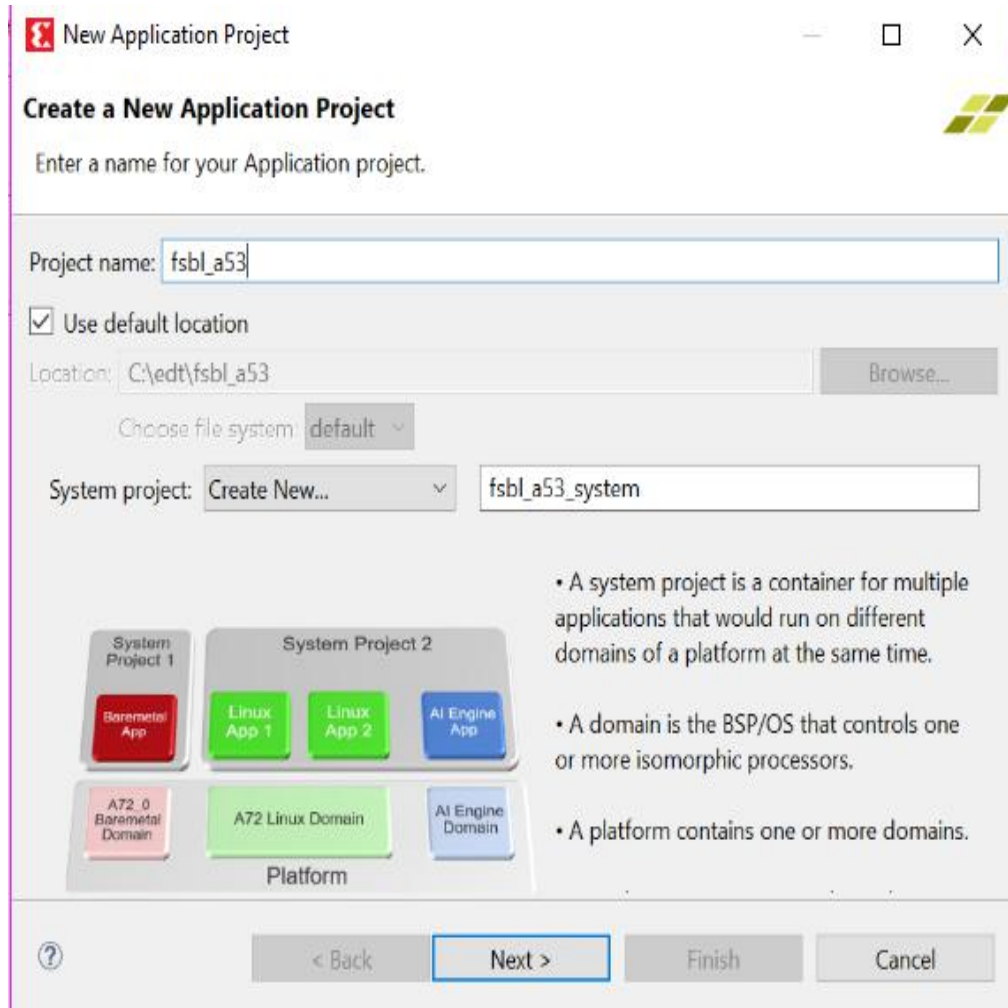 New Application Project
Create a New Application Project
Enter a name for your Application project.
Project name: fsbl_a53
Use default location
Location: C:\edt\fsbl_a53 Browse...
Choose file system: default
System project: Create New... fsbl_a53_system
• A system project is a container for multiple
applications that would run on different
domains of a platform at the same time.
• A domain is the BSP/OS that controls one
or more isomorphic processors.
• A platform contains one or more domains.
System
Project 1
System Project 2
Baremetal
App
Linux
App 1
Linux
App 2
AI Engine
App
A72_0
Baremetal
Domain
A72 Linux Domain
AI Engine
Domain
Platform
? < Back Next > Finish Cancel